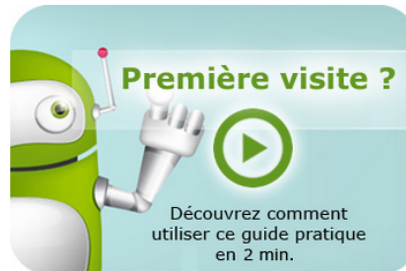 Première visite ?
Découvrez comment
utiliser ce guide pratique
en 2 min.